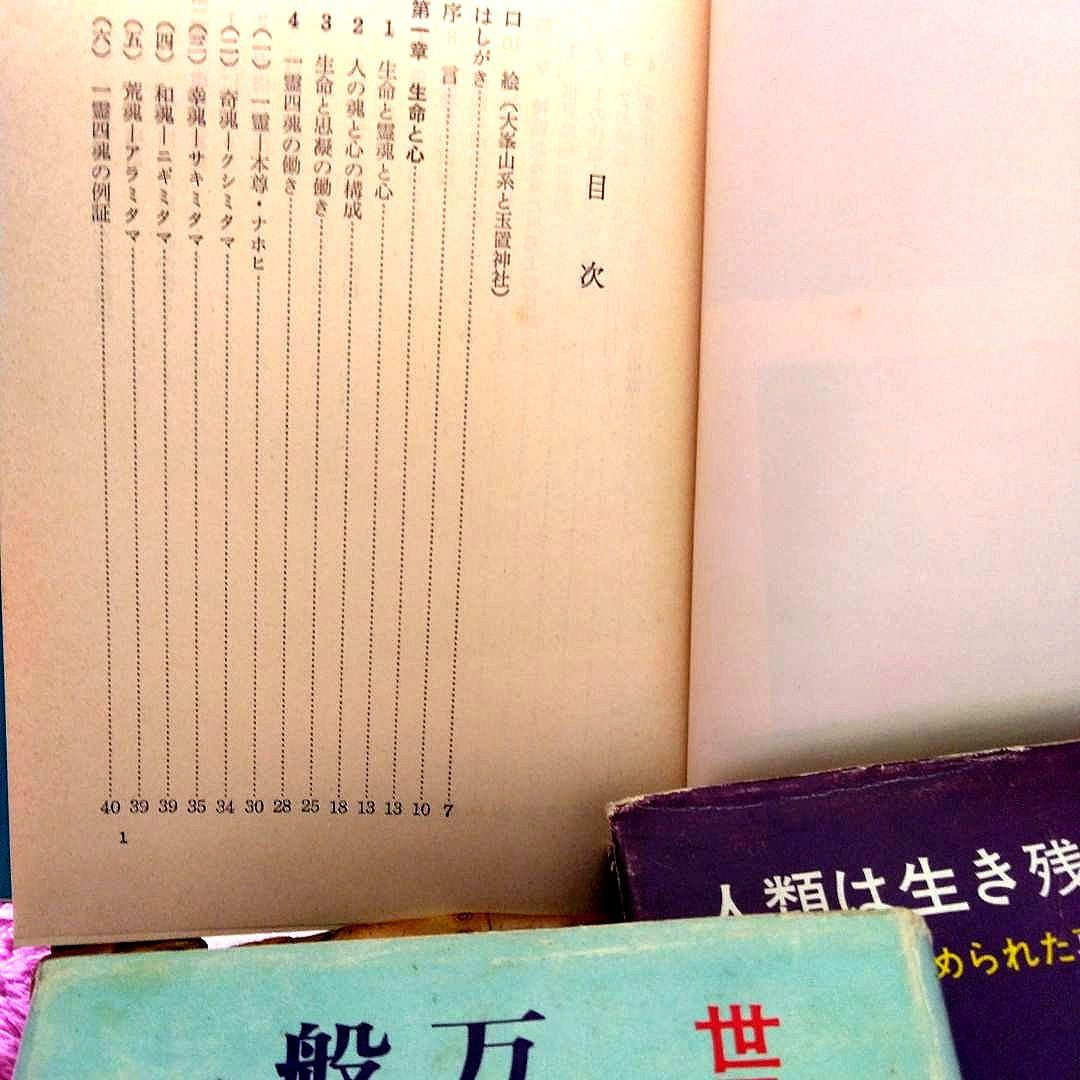 目次
口絵（大峯山系と玉置神社）
はしがき 7
序言 10
第一章 生命と心 13
1 生命と霊魂と心 13
2 人の魂と心の構成 18
3 生命と思凝の働き 25
4 一霊四魂の働き 28
（一） 一霊―本尊・ナホヒ 30
（二） 奇魂―クシミタマ 34
（三） 幸魂―サキミタマ 35
（四） 和魂―ニギミタマ 39
（五） 荒魂―アラミタマ 39
（六） 一霊四魂の例証 40
1
人類は生き残
められた
世
万
般